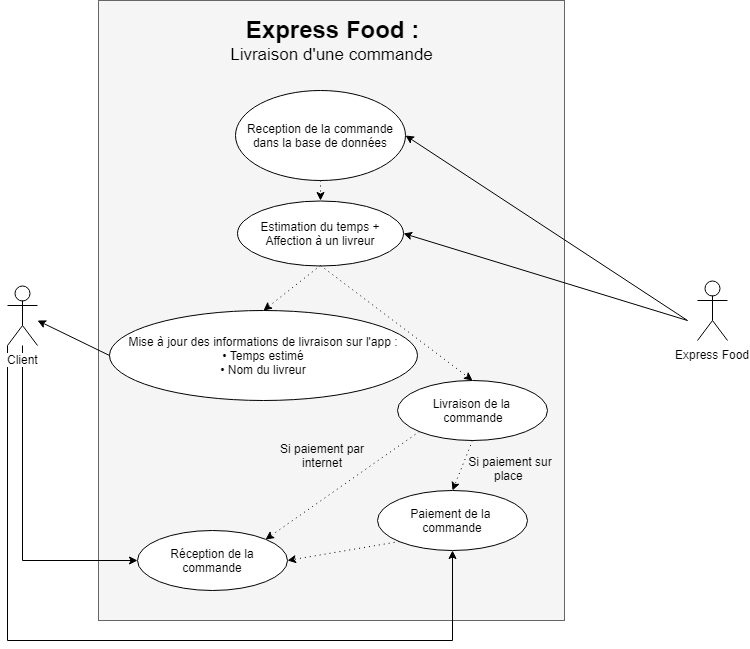 Express Food :
Livraison d'une commande
Reception de la commande
dans la base de données
Estimation du temps +
Affection à un livreur
Mise à jour des informations de livraison sur l'app :
• Temps estimé
• Nom du livreur
Client
Express Food
Livraison de la
commande
Si paiement par
internet
Si paiement sur
place
Paiement de la
commande
Réception de la
commande